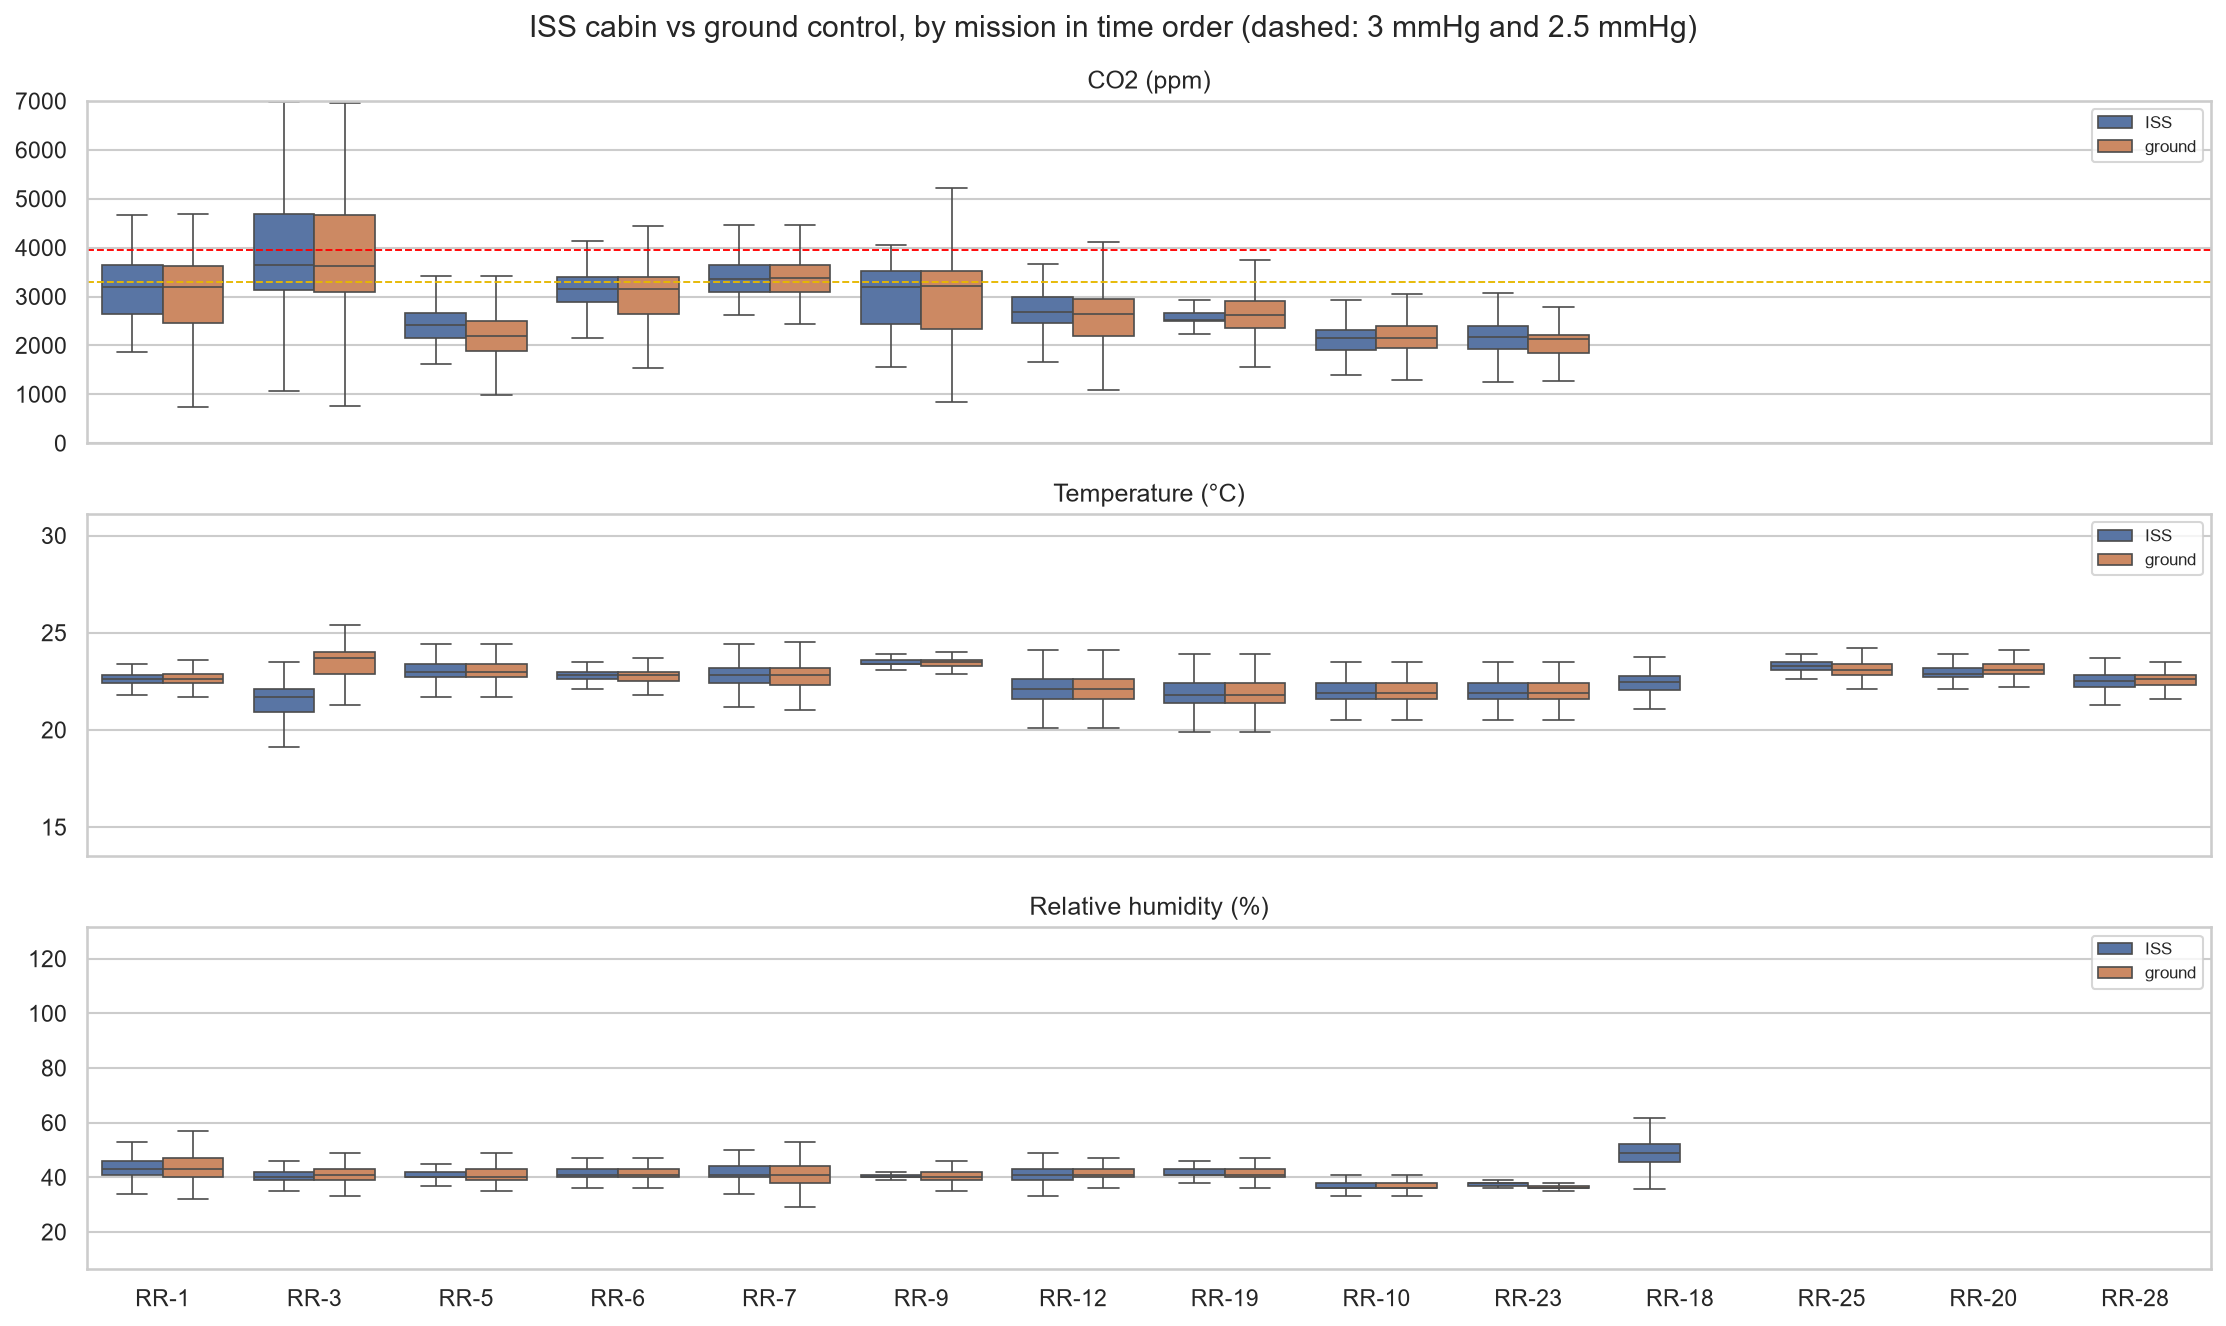 ISS cabin vs ground control, by mission in time order (dashed: 3 mmHg and 2.5 mmHg)
CO2 (ppm)
7000
6000
5000
4000
3000
2000
1000
0
ISS
ground
Temperature (°C)
30
25
20
15
ISS
ground
Relative humidity (%)
120
100
80
60
40
20
ISS
ground
RR-1 RR-3 RR-5 RR-6 RR-7 RR-9 RR-12 RR-19 RR-10 RR-23 RR-18 RR-25 RR-20 RR-28